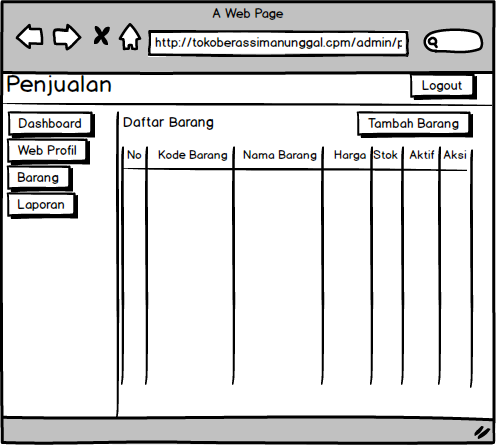 A Web Page
http://tokoberassimanunggal.cpm/admin/p
Penjualan
Logout
Dashboard
Web Profil
Barang
Laporan
Daftar Barang
Tambah Barang
No Kode Barang Nama Barang Harga Stok Aktif Aksi